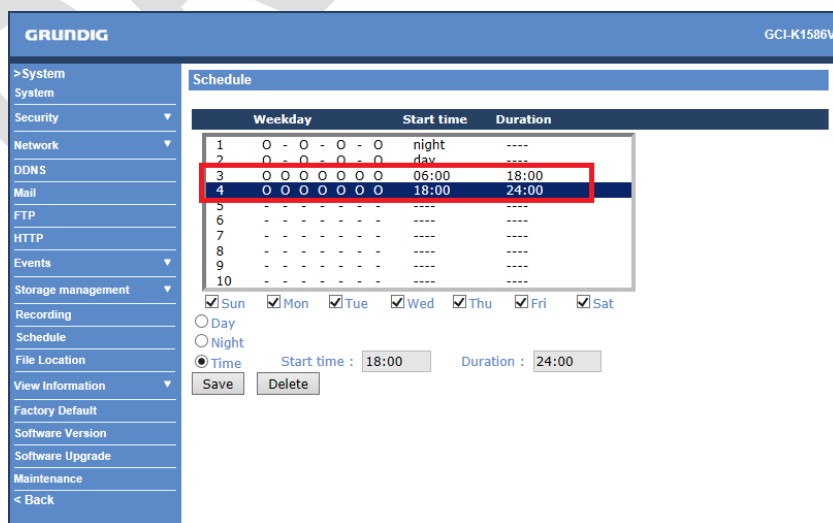 GRUNDIG GCI-K1586V
>System
System
Security
Network
DDNS
Mail
FTP
HTTP
Events
Storage management
Recording
Schedule
File Location
View Information
Factory Default
Software Version
Software Upgrade
Maintenance
< Back
Schedule
Weekday Start time Duration
1 O - O - O - O night ----
2 O - O - O - O day ----
3 O O O O O O O 06:00 18:00
4 O O O O O O O 18:00 24:00
5 - - - - - - - ---- ----
6 - - - - - - - ---- ----
7 - - - - - - - ---- ----
8 - - - - - - - ---- ----
9 - - - - - - - ---- ----
10 - - - - - - - ---- ----
Sun Mon Tue Wed Thu Fri Sat
Day
Night
Time Start time : 18:00 Duration : 24:00
Save Delete